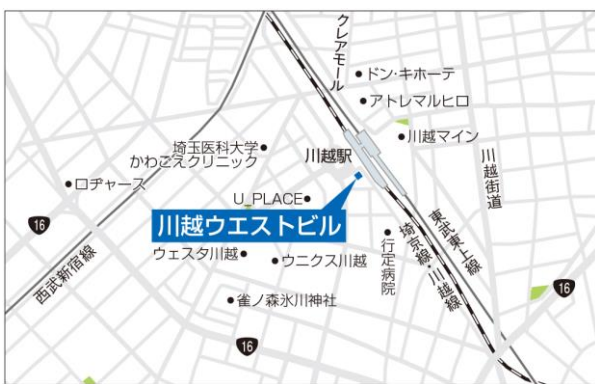 クレアモール
ドン・キホーテ
アトレマルヒロ
川越マイン
埼玉医科大学
かわごえクリニック
川越駅
川越街道
ロヂャース
U_PLACE
16
川越ウエストビル
西武新宿線
ウェスタ川越
ウニクス川越
行定病院
埼京線・川越線
東武東上線
雀ノ森氷川神社
16
16